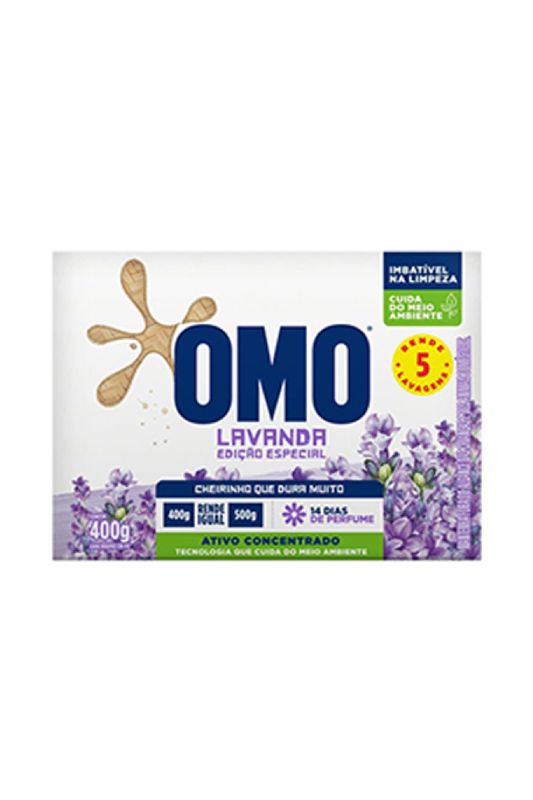 IMBATÍVEL
NA LIMPEZA
CUIDA
DO MEIO
AMBIENTE
OMO®
RENDE
5
LAVAGENS
LAVANDA
EDIÇÃO ESPECIAL
CHEIRINHO QUE DURA MUITO
400g RENDE IGUAL 500g
14 DIAS
DE PERFUME
400g
ATIVO CONCENTRADO
TECNOLOGIA QUE CUIDA DO MEIO AMBIENTE